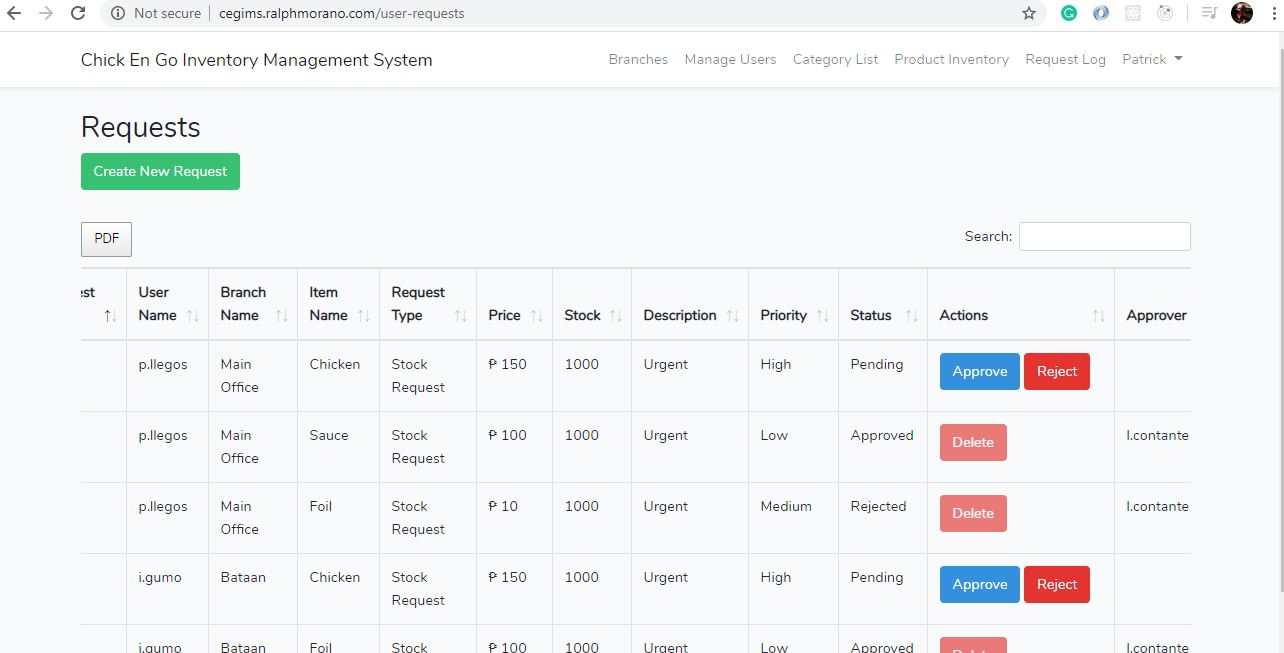 Not secure | cegims.ralphmorano.com/user-requests
Chick En Go Inventory Management System
Branches Manage Users Category List Product Inventory Request Log Patrick
Requests
Create New Request
PDF
Search:
est User Name Branch Name Item Name Request Type Price Stock Description Priority Status Actions Approver
p.llegos Main Office Chicken Stock Request ₱ 150 1000 Urgent High Pending Approve Reject
p.llegos Main Office Sauce Stock Request ₱ 100 1000 Urgent Low Approved Delete l.contante
p.llegos Main Office Foil Stock Request ₱ 10 1000 Urgent Medium Rejected Delete l.contante
i.gumo Bataan Chicken Stock Request ₱ 150 1000 Urgent High Pending Approve Reject
i.gumo Bataan Foil Stock ₱ 100 1000 Urgent Low Approved Delete l.contante